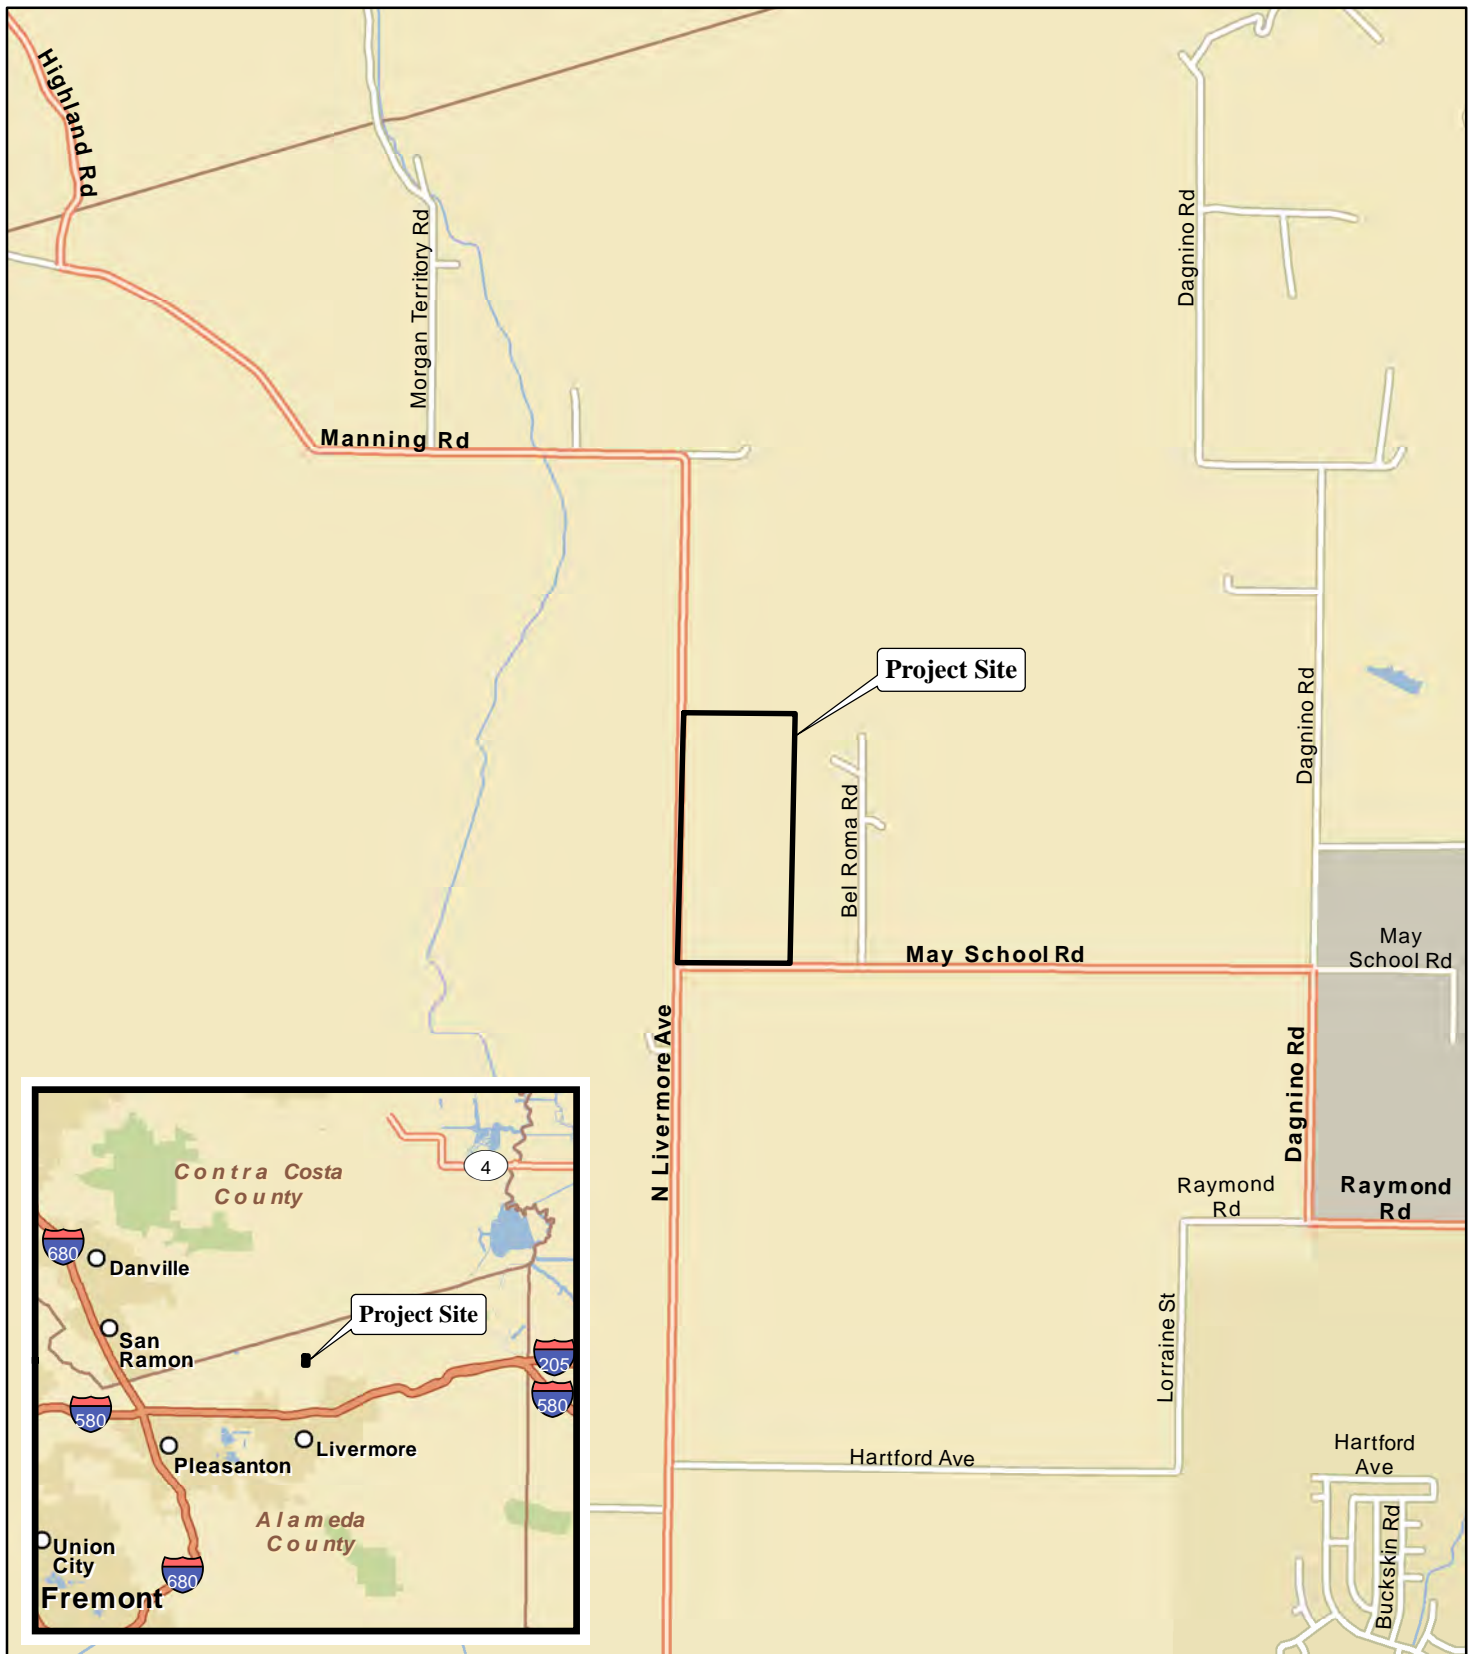 Highland Rd
Morgan Territory Rd
Dagnino Rd
Manning Rd
Project Site
Dagnino Rd
Bel Roma Rd
May School Rd
May
School Rd
N Livermore Ave
Dagnino Rd
Raymond
Rd
Raymond
Rd
Lorraine St
Hartford Ave
Hartford
Ave
Buckskin Rd
Contra Costa
County
4
680
Danville
Project Site
San
Ramon
205
580
580
Livermore
Pleasanton
Alameda
County
Union
City
680
Fremont